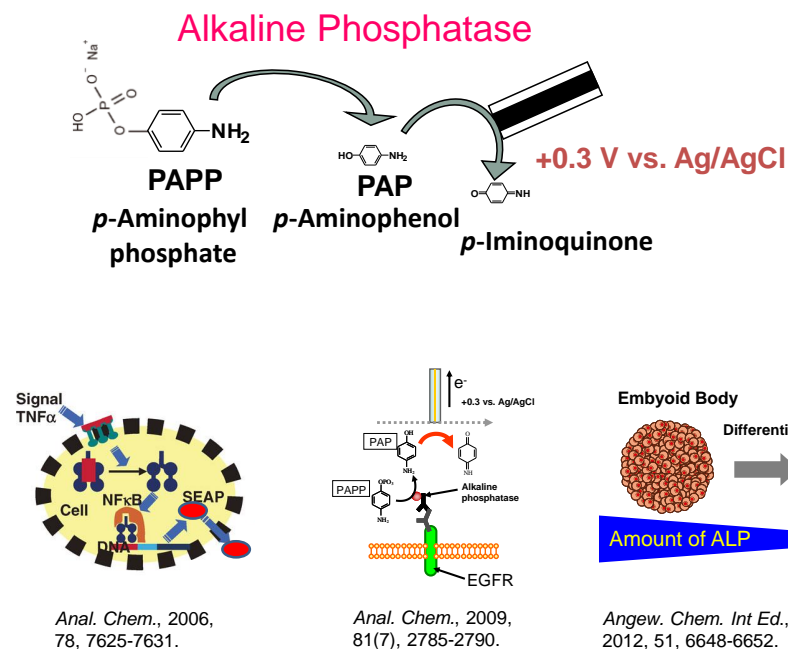 Alkaline Phosphatase
Na+
O-
O
P
HO
O
NH2
HO
NH2
O
NH
+0.3 V vs. Ag/AgCl
PAPP
p-Aminophyl
phosphate
PAP
p-Aminophenol
p-Iminoquinone
Signal
TNFα
Cell
NFκB
SEAP
DNA
e-
+0.3 vs. Ag/AgCl
PAP
OH
NH2
O
NH
PAPP
OPO3
NH2
Alkaline
phosphatase
EGFR
Embyoid Body
Differenti
Amount of ALP
Anal. Chem., 2006,
78, 7625-7631.
Anal. Chem., 2009,
81(7), 2785-2790.
Angew. Chem. Int Ed.,
2012, 51, 6648-6652.